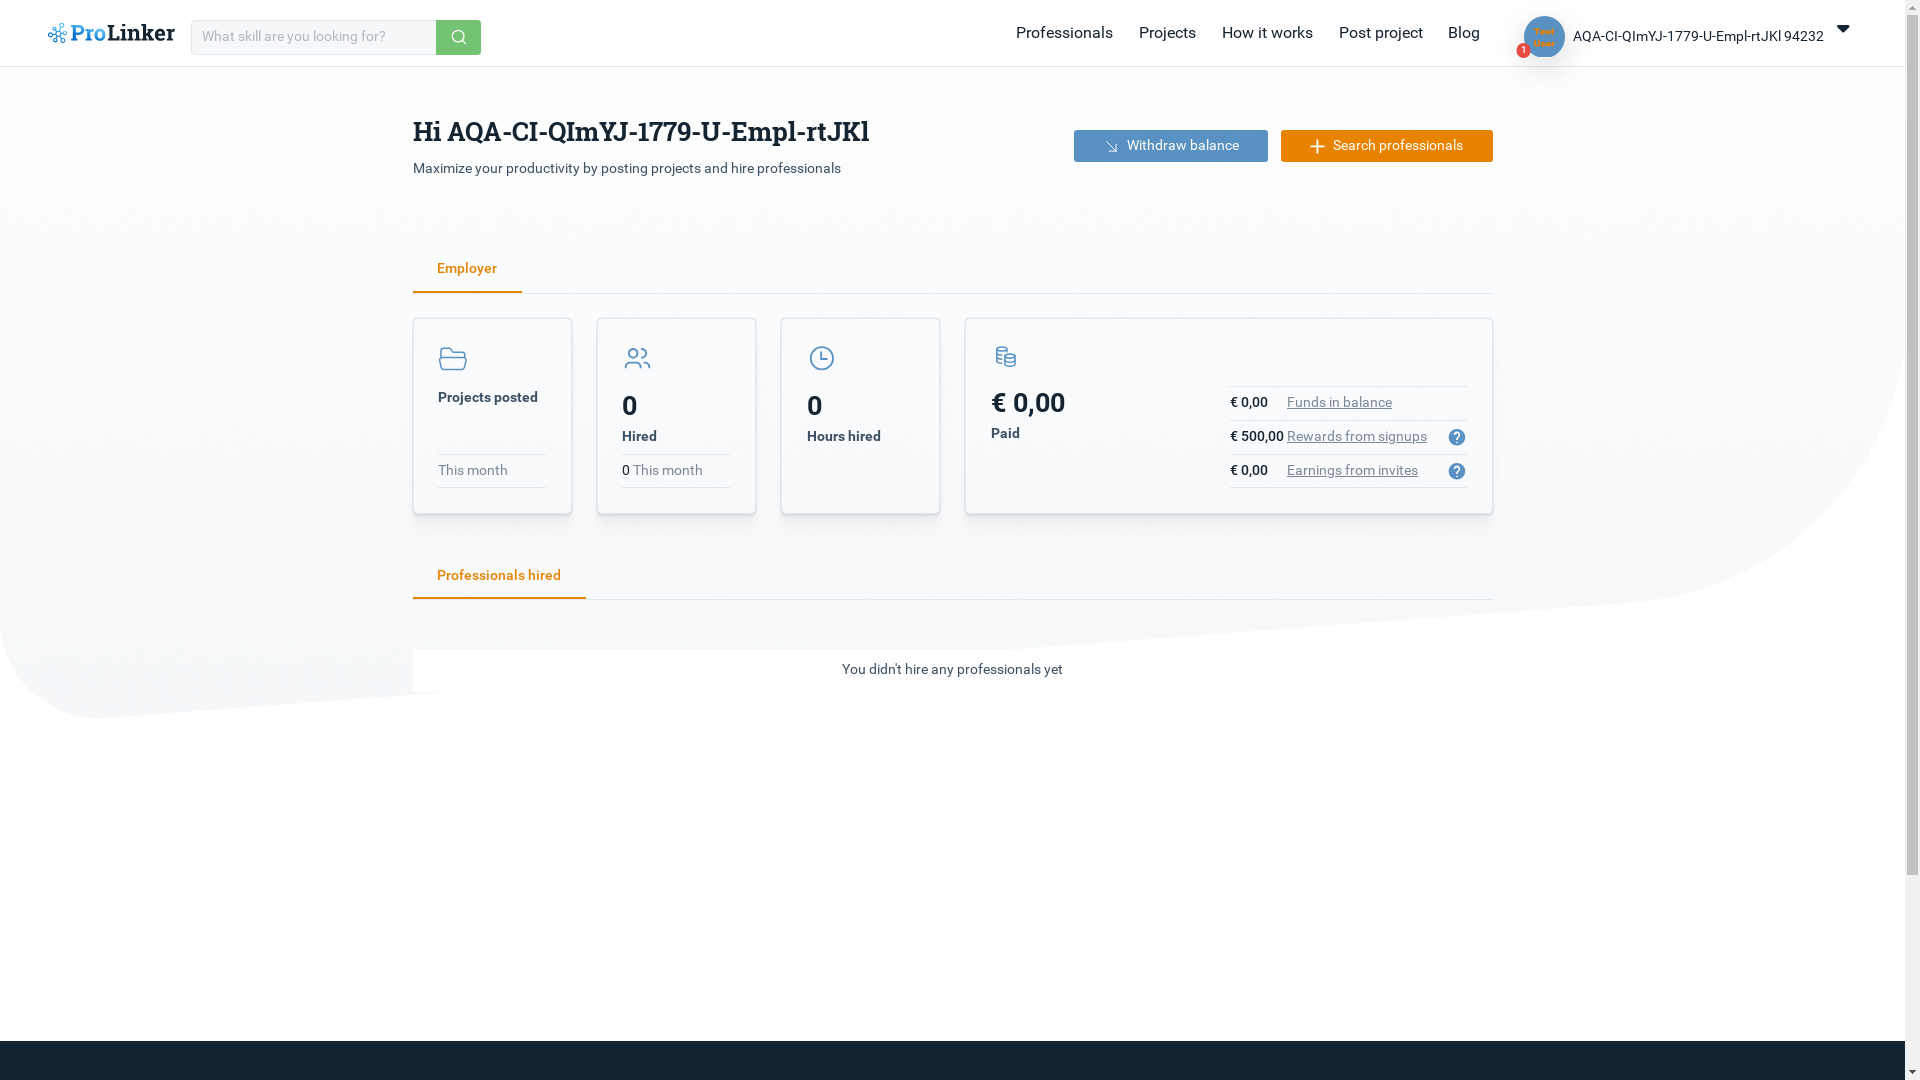 ProLinker
What skill are you looking for?
Professionals
Projects
How it works
Post project
Blog
Test
User
1
AQA-CI-QImYJ-1779-U-Empl-rtJKl 94232
Hi AQA-CI-QImYJ-1779-U-Empl-rtJKl
Maximize your productivity by posting projects and hire professionals
Withdraw balance
Search professionals
Employer
Projects posted
This month
0
Hired
0 This month
0
Hours hired
€ 0,00
Paid
€ 0,00 Funds in balance
€ 500,00 Rewards from signups ?
€ 0,00 Earnings from invites ?
Professionals hired
You didn't hire any professionals yet